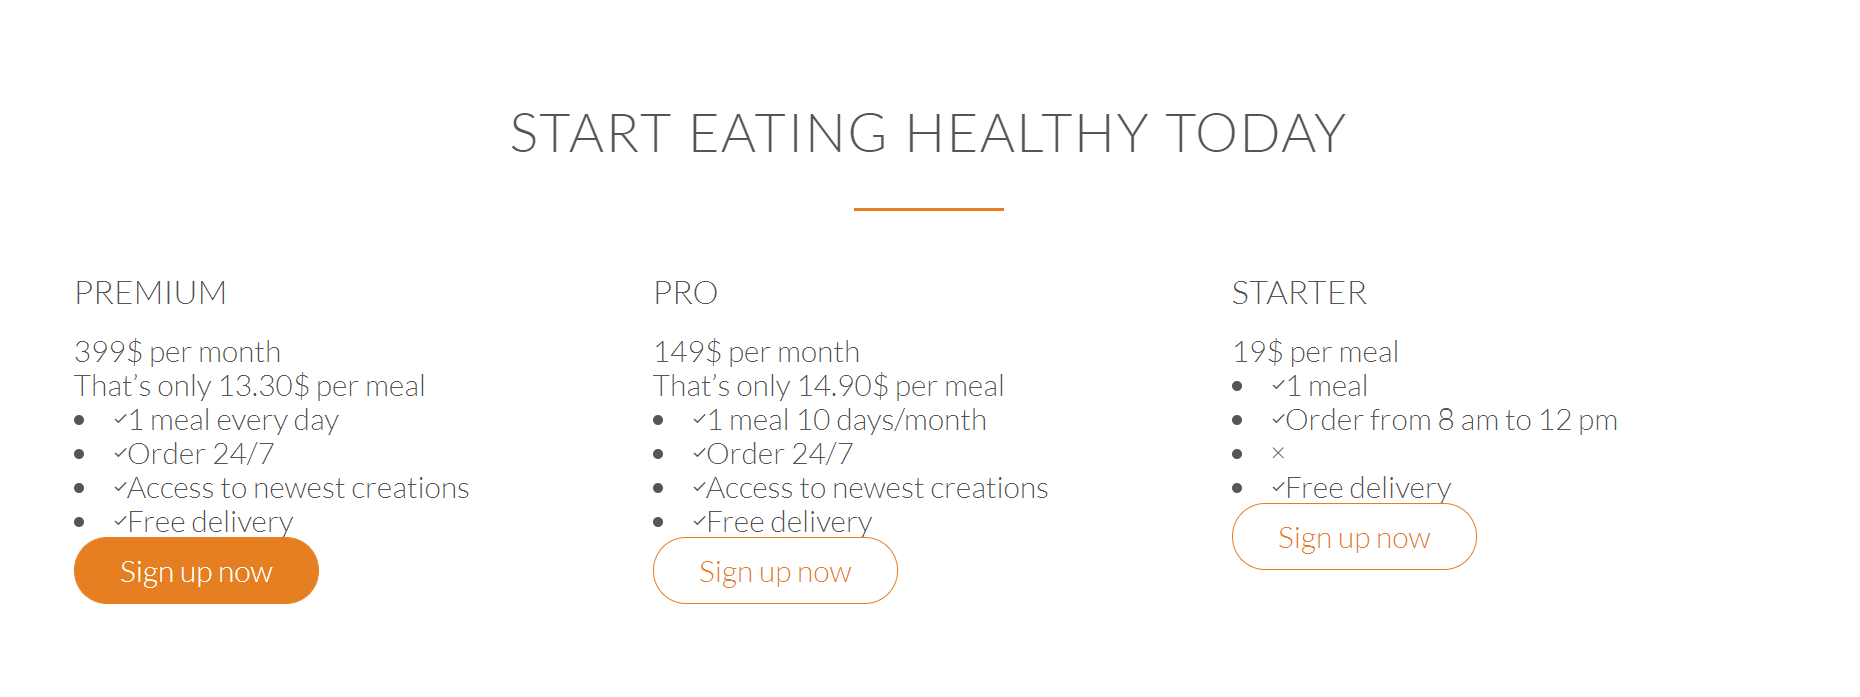 START EATING HEALTHY TODAY
PREMIUM
399$ per month
That’s only 13.30$ per meal
• ✓1 meal every day
• ✓Order 24/7
• ✓Access to newest creations
• ✓Free delivery
Sign up now
PRO
149$ per month
That’s only 14.90$ per meal
• ✓1 meal 10 days/month
• ✓Order 24/7
• ✓Access to newest creations
• ✓Free delivery
Sign up now
STARTER
19$ per meal
• ✓1 meal
• ✓Order from 8 am to 12 pm
• ×
• ✓Free delivery
Sign up now